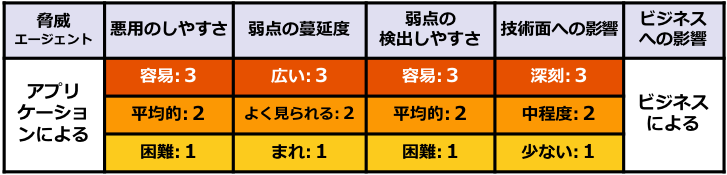 脅威
エージェント
悪用のしやすさ
弱点の蔓延度
弱点の
検出しやすさ
技術面への影響
ビジネス
への影響
アプリ
ケーショ
ンによる
容易: 3
広い: 3
容易: 3
深刻: 3
ビジネス
による
平均的: 2
よく見られる: 2
平均的: 2
中程度: 2
困難: 1
まれ: 1
困難: 1
少ない: 1